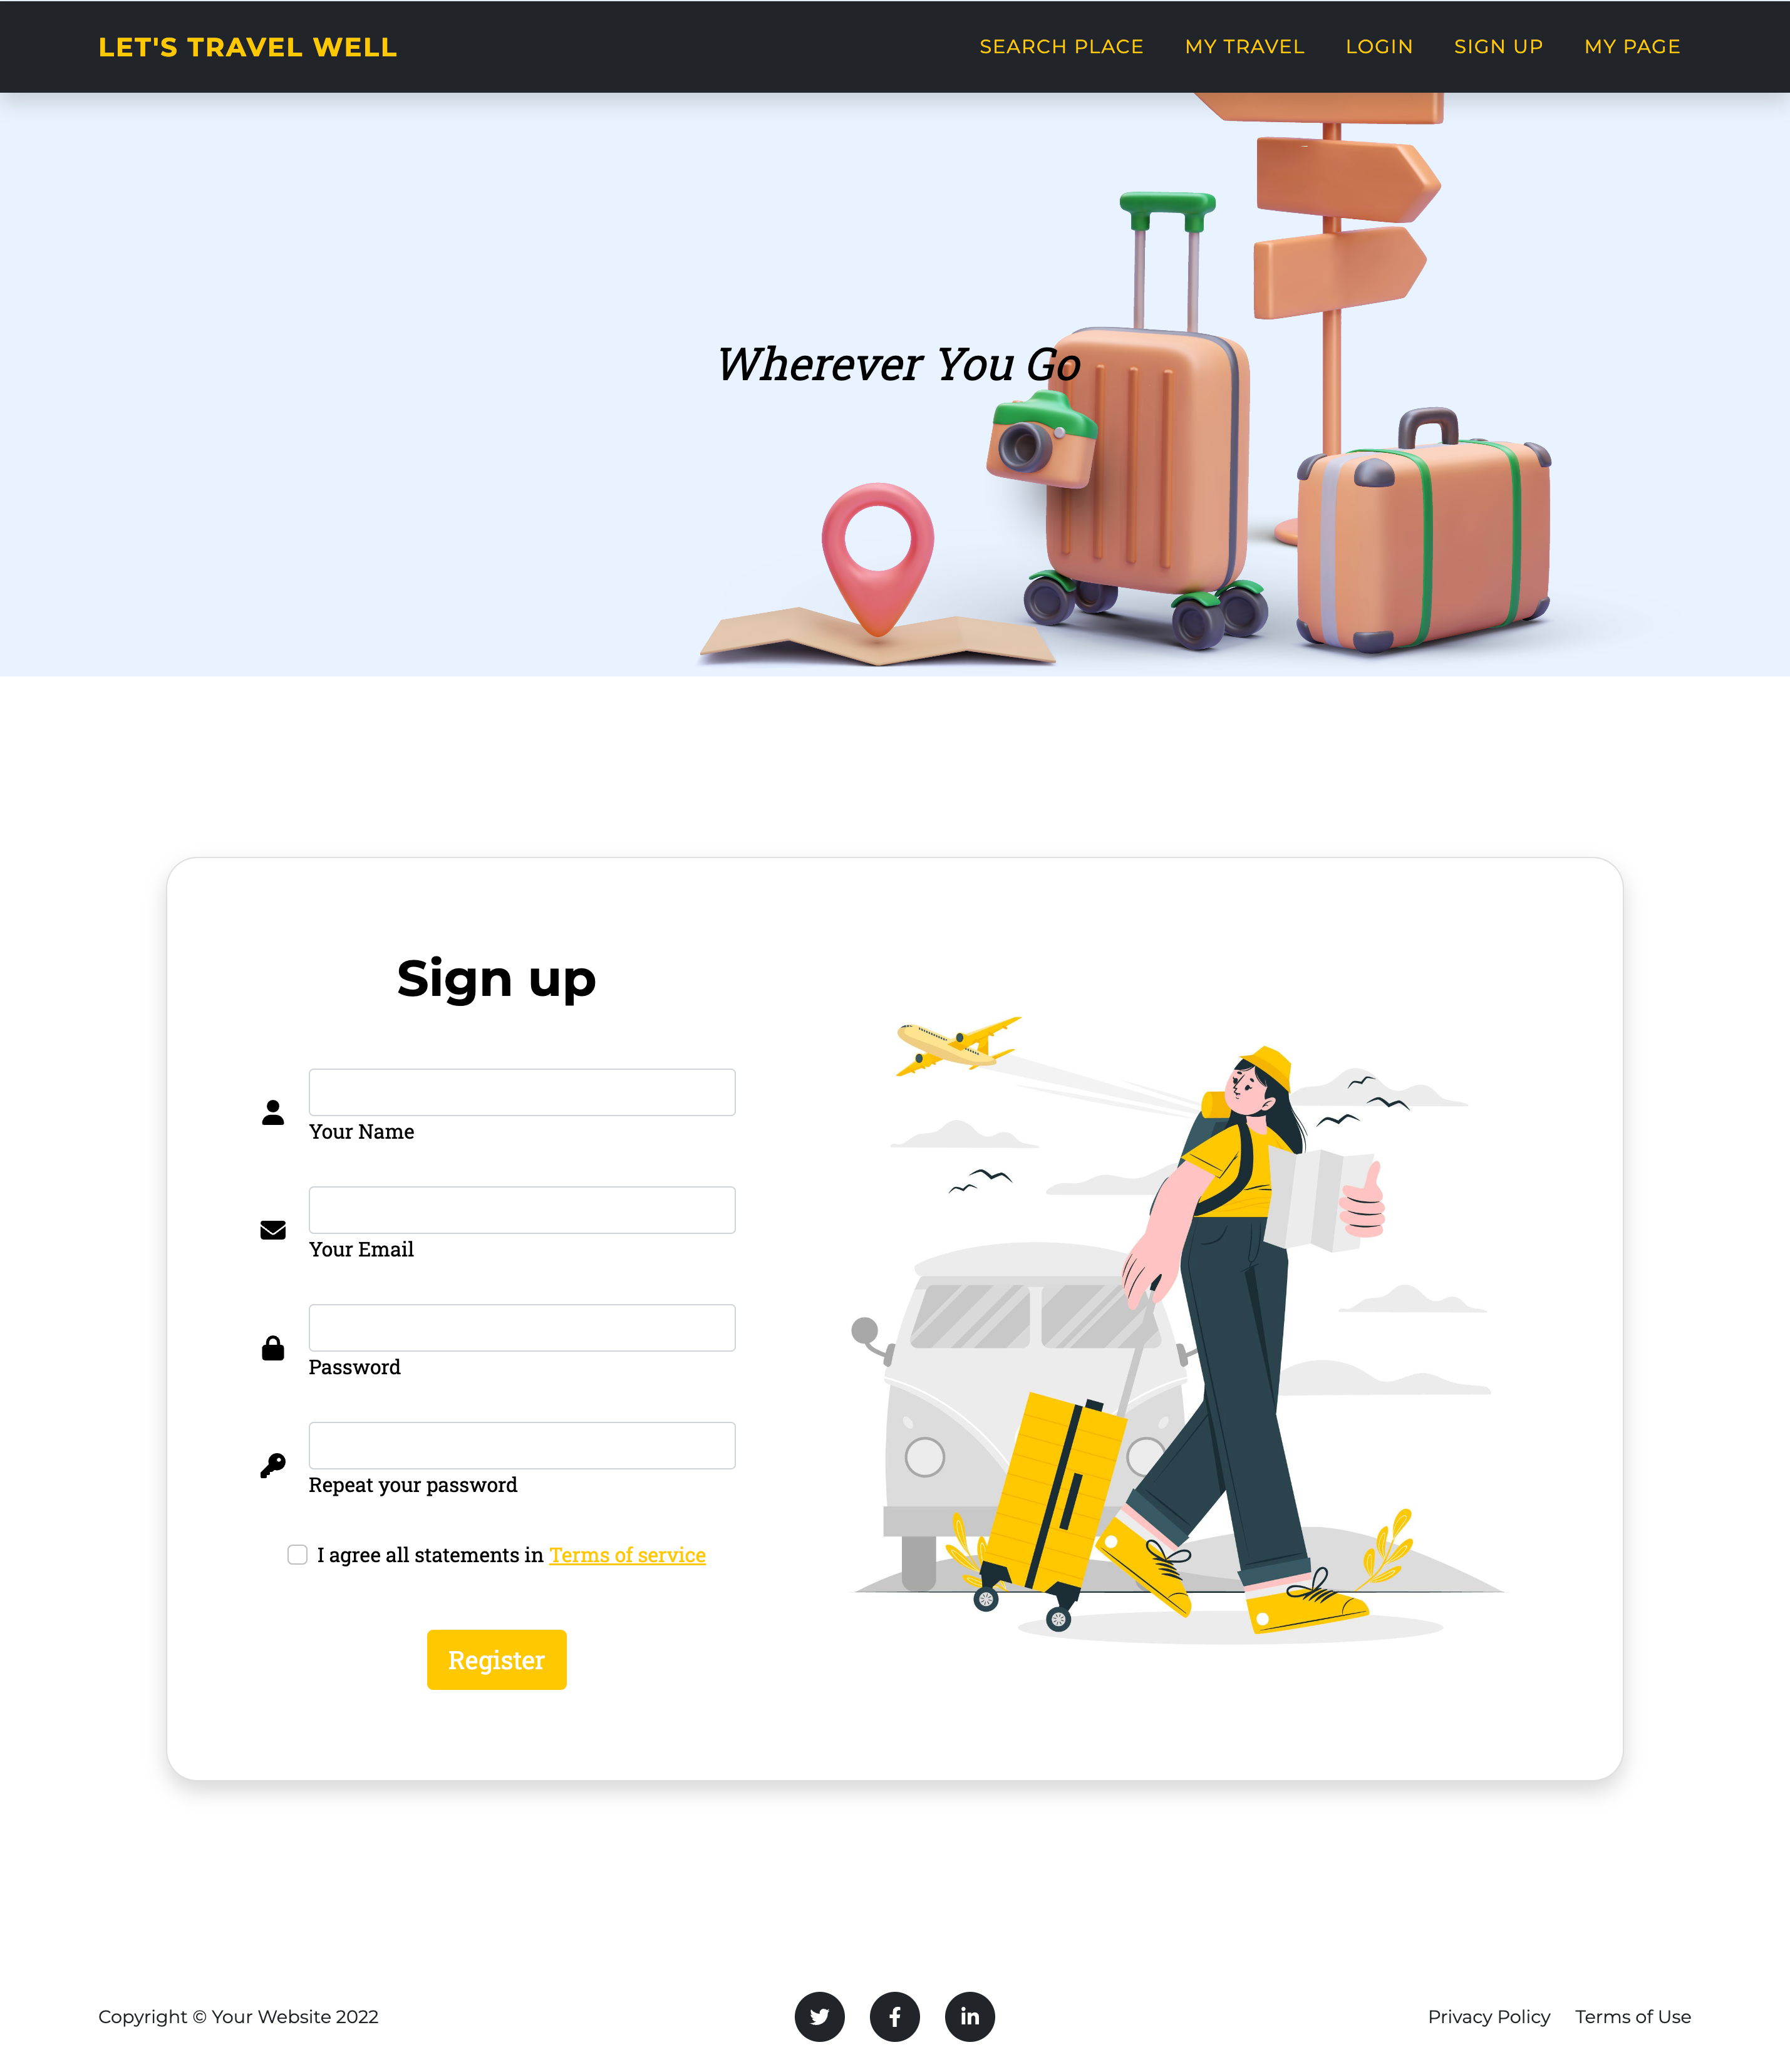 LET'S TRAVEL WELL
SEARCH PLACE MY TRAVEL LOGIN SIGN UP MY PAGE
Wherever You Go
Sign up
Your Name
Your Email
Password
Repeat your password
I agree all statements in Terms of service
Register
Copyright © Your Website 2022
Privacy Policy Terms of Use